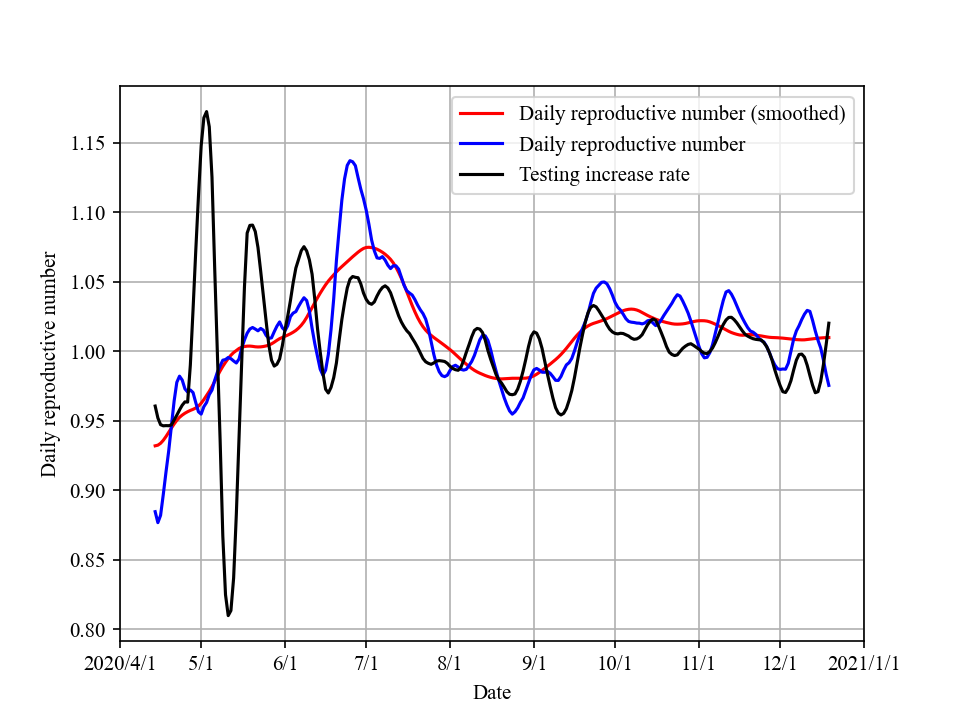 Daily reproductive number (smoothed)
Daily reproductive number
Testing increase rate
Daily reproductive number
1.15
1.10
1.05
1.00
0.95
0.90
0.85
0.80
2020/4/1 5/1 6/1 7/1 8/1 9/1 10/1 11/1 12/1 2021/1/1
Date